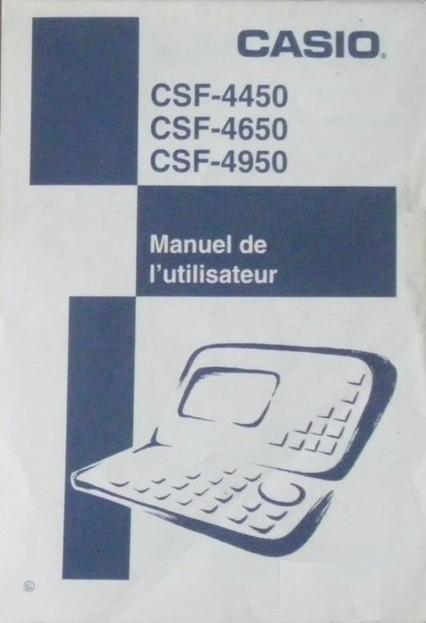 CASIO®
CSF-4450
CSF-4650
CSF-4950
Manuel de
l'utilisateur